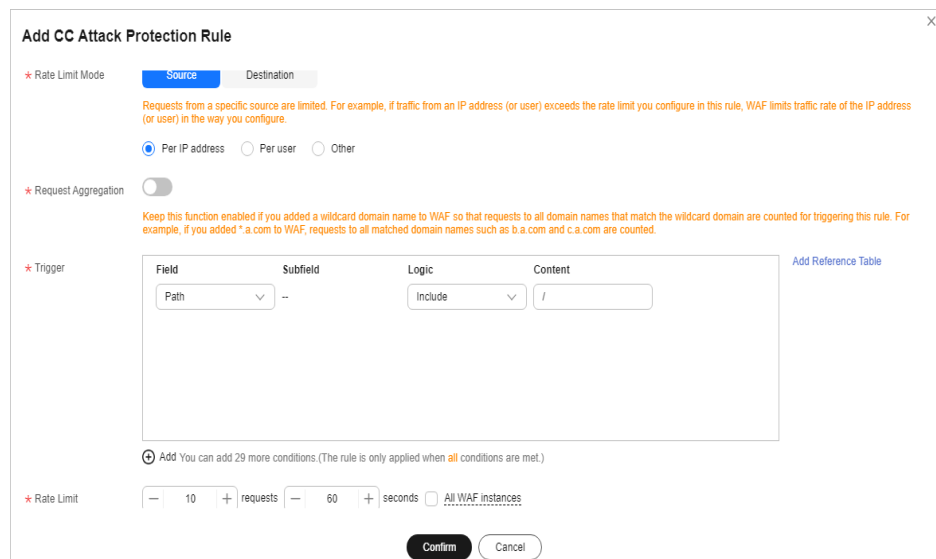 Add CC Attack Protection Rule
* Rate Limit Mode
Source
Destination
Requests from a specific source are limited. For example, if traffic from an IP address (or user) exceeds the rate limit you configure in this rule, WAF limits traffic rate of the IP address
(or user) in the way you configure.
Per IP address
Per user
Other
* Request Aggregation
Keep this function enabled if you added a wildcard domain name to WAF so that requests to all domain names that match the wildcard domain are counted for triggering this rule. For
example, if you added *.a.com to WAF, requests to all matched domain names such as b.a.com and c.a.com are counted.
* Trigger
Field
Subfield
Logic
Content
Add Reference Table
Path
--
Include
/
Add You can add 29 more conditions.(The rule is only applied when all conditions are met.)
* Rate Limit
10
requests
60
seconds
All WAF instances
Confirm
Cancel